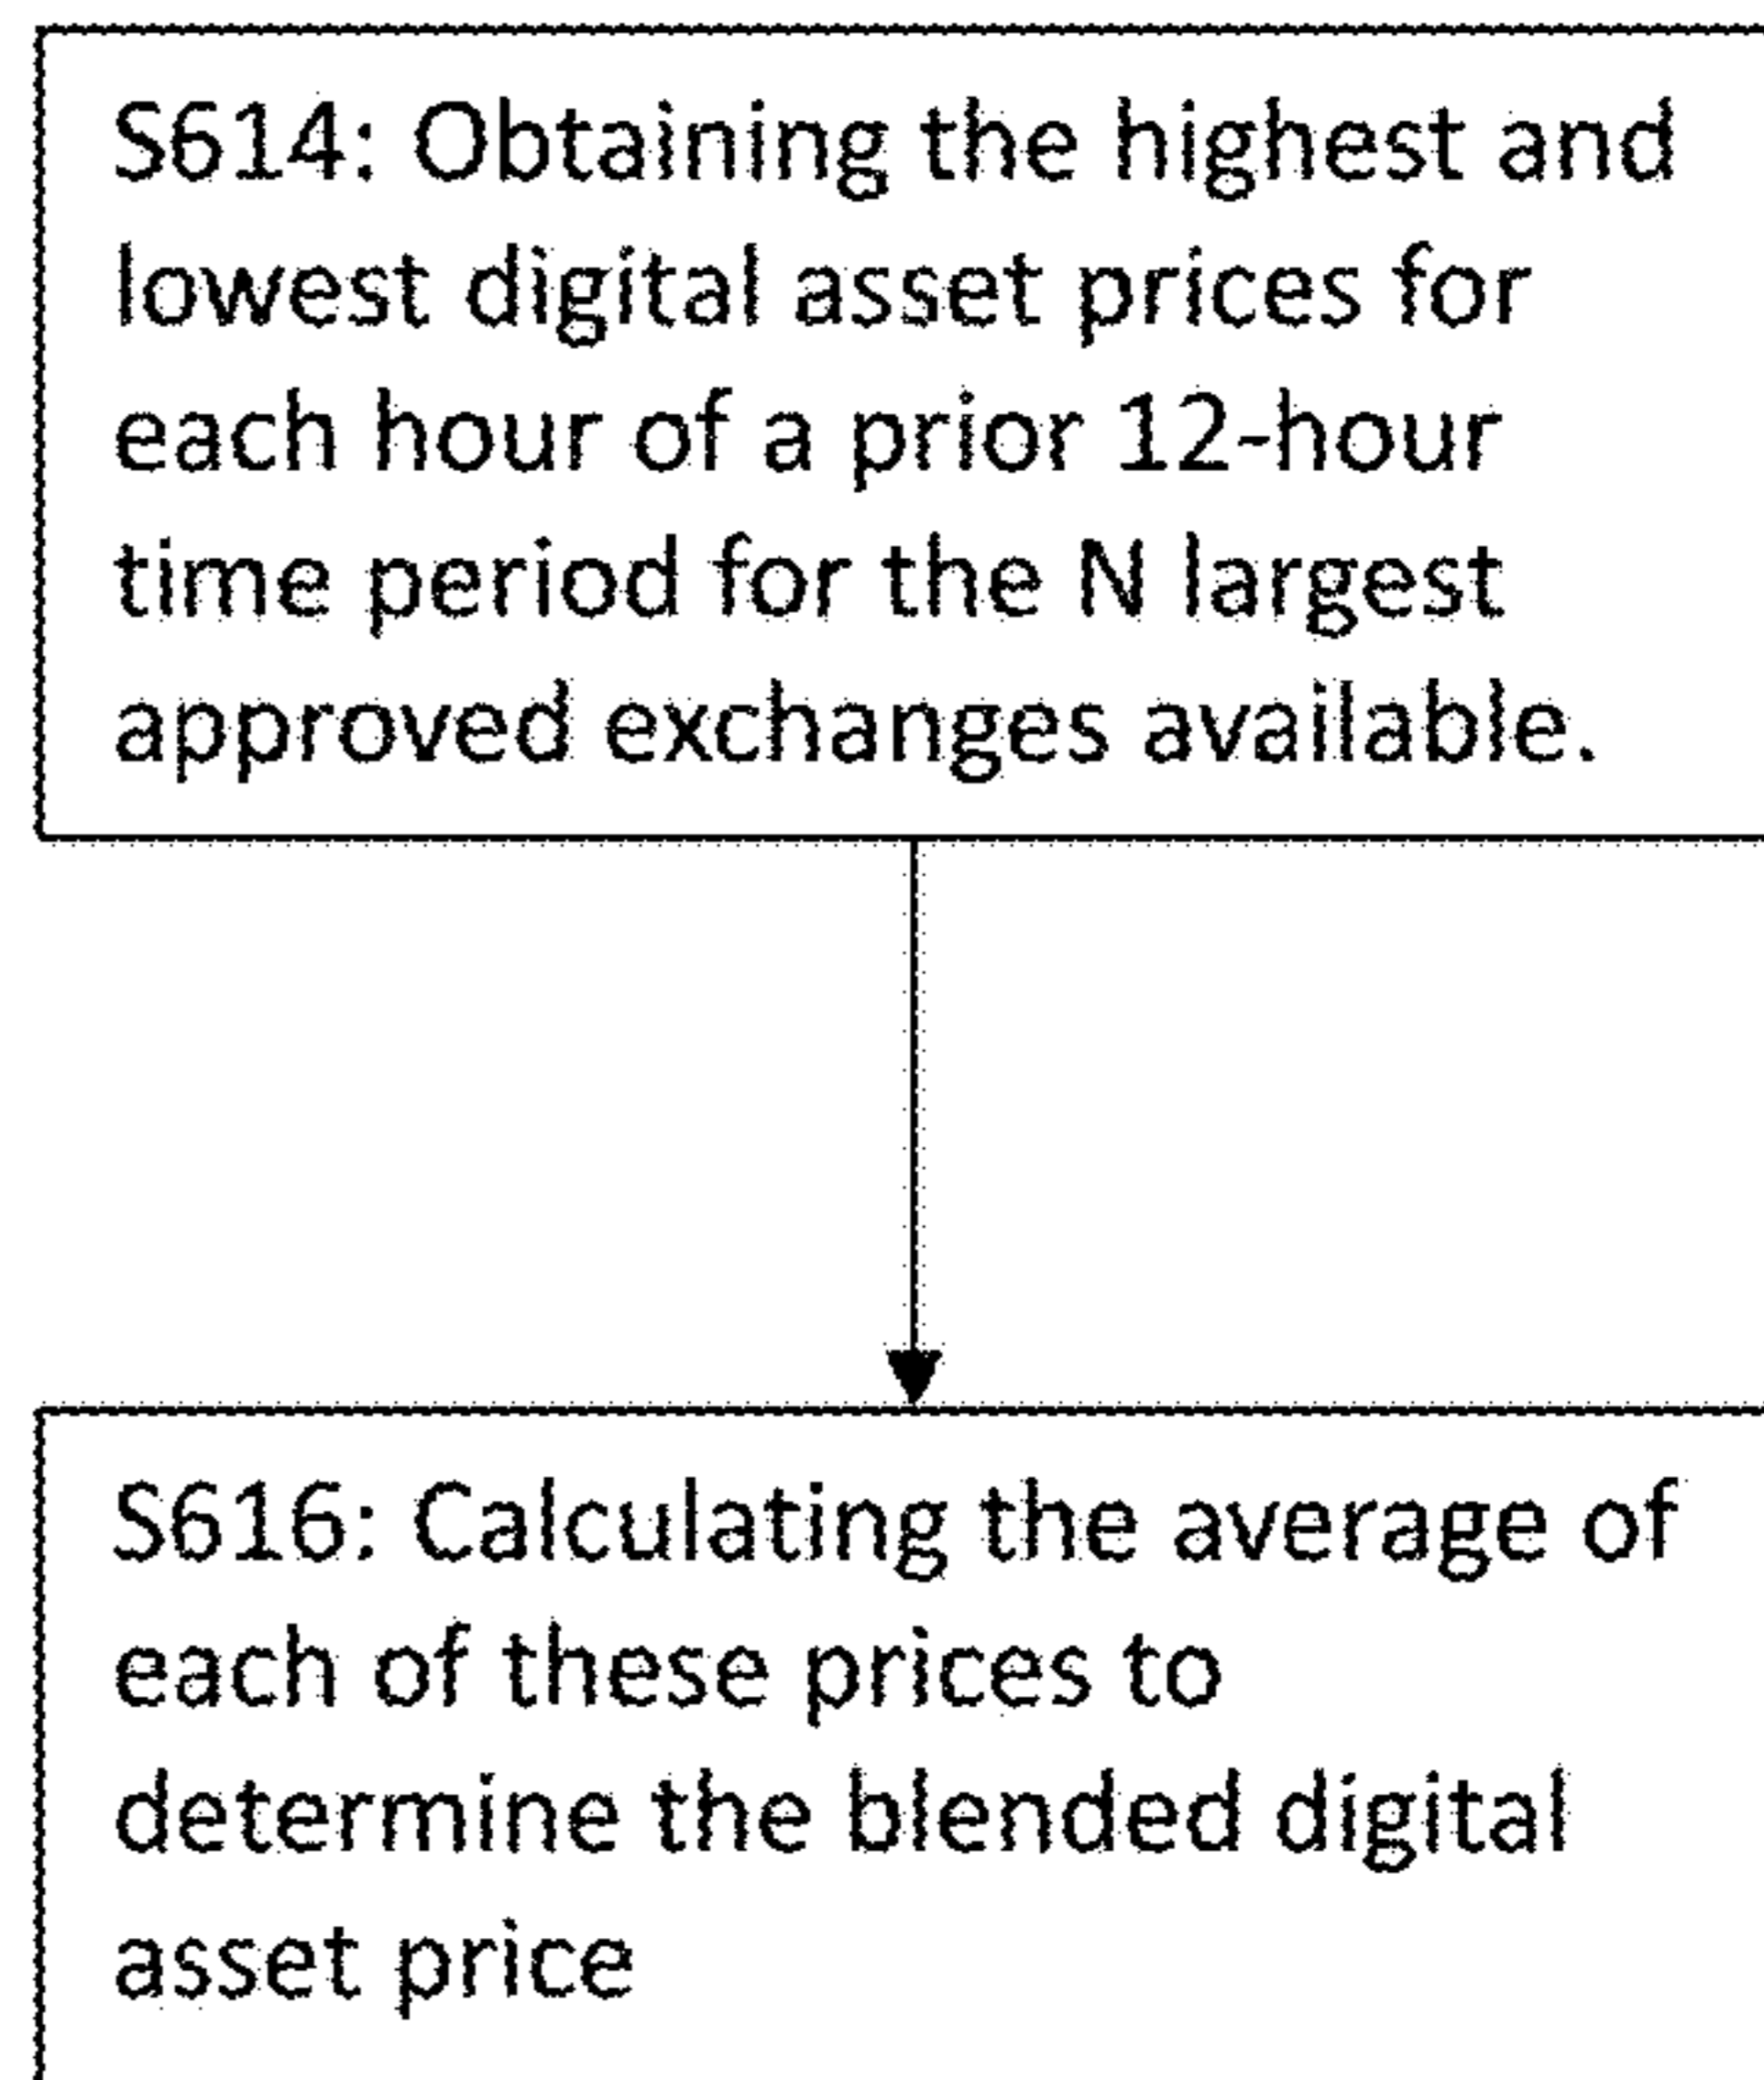 S614: Obtaining the highest and
lowest digital asset prices for
each hour of a prior 12-hour
time period for the N largest
approved exchanges available.
S616: Calculating the average of
each of these prices to
determine the blended digital
asset price